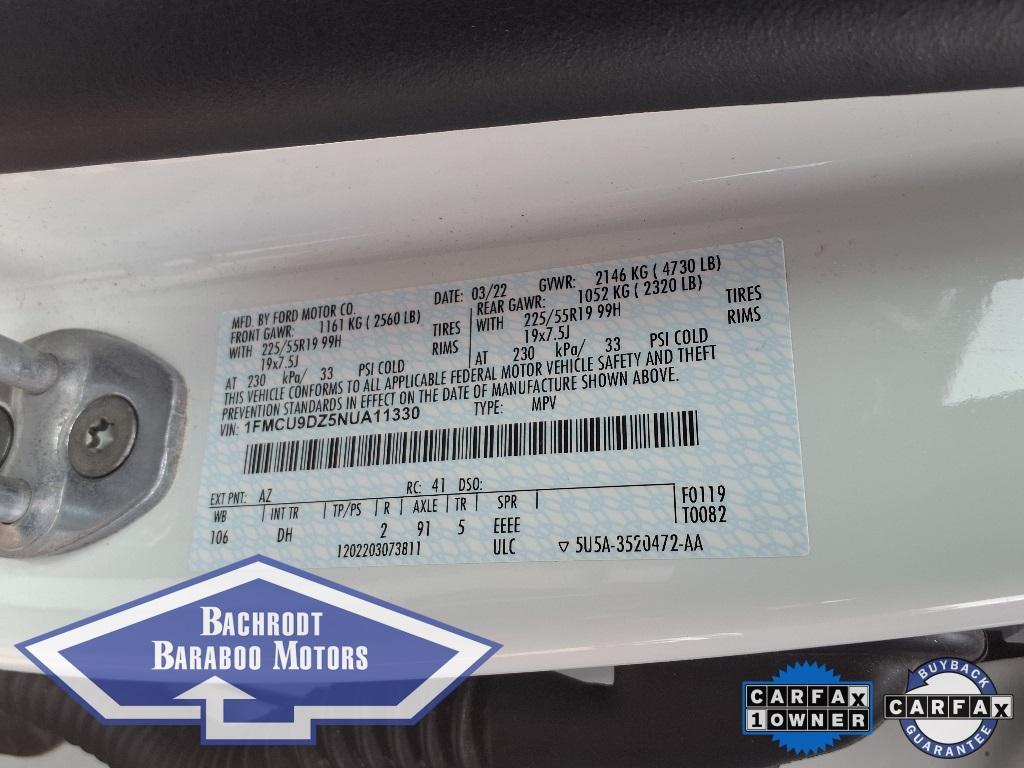 MFD. BY FORD MOTOR CO.
DATE: 03/22 GVWR: 2146 KG ( 4730 LB)
FRONT GAWR: 1161 KG ( 2560 LB)
WITH 225/55R19 99H TIRES
19x7.5J RIMS
AT 230 kPa/ 33 PSI COLD
REAR GAWR: 1052 KG ( 2320 LB)
WITH 225/55R19 99H TIRES
19x7.5J RIMS
AT 230 kPa/ 33 PSI COLD
THIS VEHICLE CONFORMS TO ALL APPLICABLE FEDERAL MOTOR VEHICLE SAFETY AND THEFT
PREVENTION STANDARDS IN EFFECT ON THE DATE OF MANUFACTURE SHOWN ABOVE.
VIN: 1FMCU9DZ5NUA11330 TYPE: MPV
EXT PNT: AZ RC: 41 DSO:
WB INT TR TP/PS R AXLE TR SPR
106 DH 2 91 5 EEEE
F0119
T0082
1202203073811 ULC ▽ 5U5A-3520472-AA
BACHRODT
BARABOO MOTORS
CARFAX
1 OWNER
BUYBACK
CARFAX
GUARANTEE